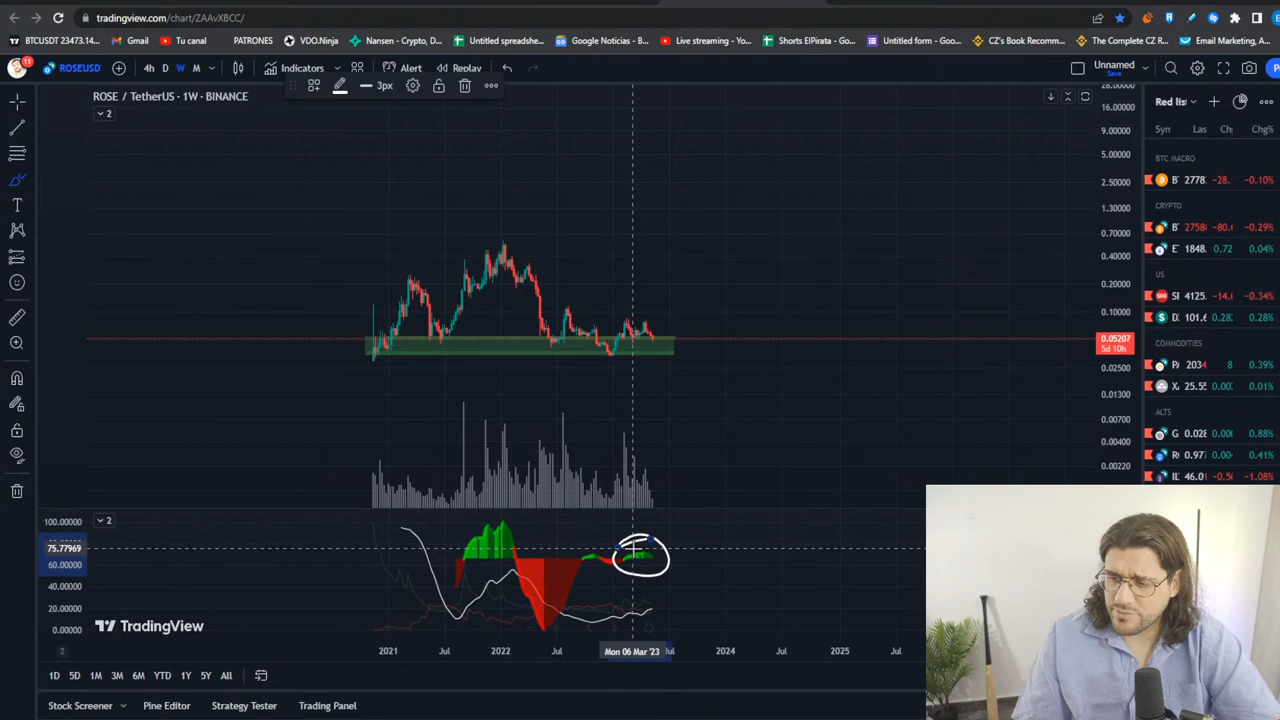 tradingview.com/chart/ZAAvXBCC/
BTCUSDT 23473.14... Gmail Tu canal PATRONES VDO.Ninja Nansen - Crypto, D... Untitled spreadshe... Google Noticias - B... Live streaming - Yo... Shorts ElPirata - G... Untitled form - Goo... CZ's Book Recomm... The Complete CZ R... Email Marketing, A...
11
ROSEUSD 4h D W M Indicators Alert Replay Unnamed
Save
3px
ROSE / TetherUS · 1W · BINANCE
2
28.00000
16.00000
9.00000
5.00000
2.50000
1.30000
0.70000
0.40000
0.20000
0.10000
0.05207
5d 10h
0.02500
0.01300
0.00700
0.00400
0.00220
2
100.00000
75.77969
60.00000
40.00000
20.00000
0.00000
TradingView
2021 Jul 2022 Jul Mon 06 Mar '23 Jul 2024 Jul 2025 Jul
1D 5D 1M 3M 6M YTD 1Y 5Y All
Stock Screener Pine Editor Strategy Tester Trading Panel
Red lis
Syn Las Ch Chg%
BTC MACRO
2778 -28. -0.10%
CRYPTO
2758 -80.( -0.29%
1848. 0.72 0.04%
US
4125. -14.( -0.34%
101.6 0.28 0.28%
COMMODITIES
2034 8 0.39%
25.55 0.00 0.01%
ALTS
0.028 0.00 0.88%
0.97 0.00 0.41%
46.01 -0.5 -1.08%